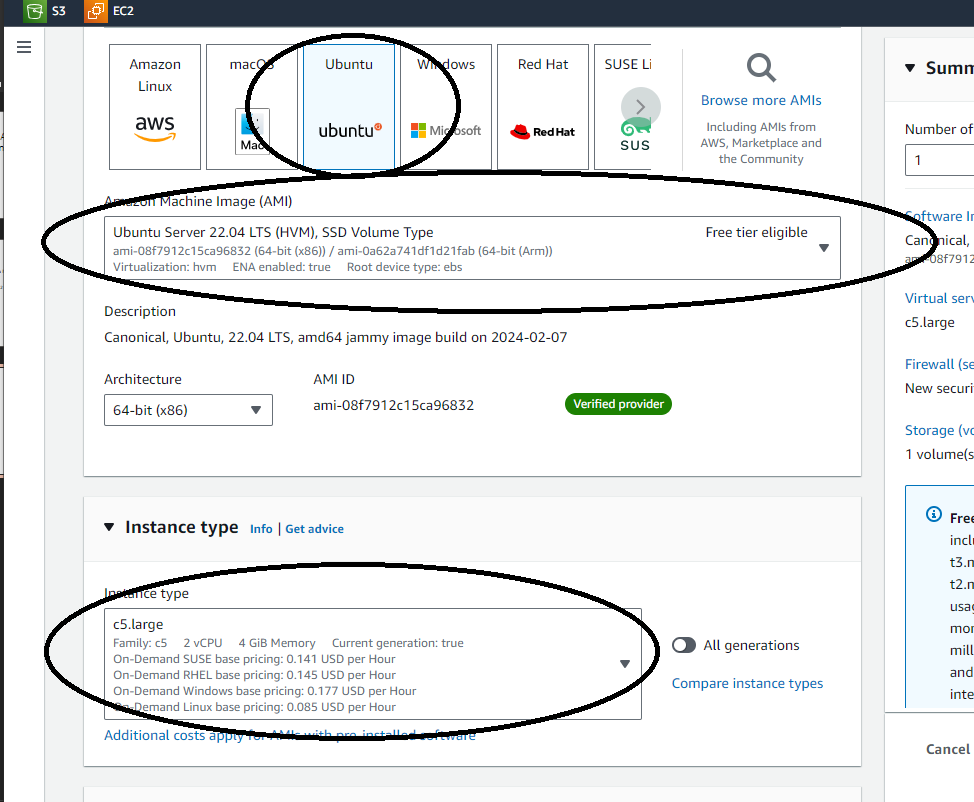 S3 EC2
Amazon Linux
aws
macOS
Mac
Ubuntu
ubuntu
Windows
Microsoft
Red Hat
Red Hat
SUSE Li
SUS
Browse more AMIs
Including AMIs from
AWS, Marketplace and
the Community
Amazon Machine Image (AMI)
Ubuntu Server 22.04 LTS (HVM), SSD Volume Type
Free tier eligible
ami-08f7912c15ca96832 (64-bit (x86)) / ami-0a62a741df1d21fab (64-bit (Arm))
Virtualization: hvm ENA enabled: true Root device type: ebs
Description
Canonical, Ubuntu, 22.04 LTS, amd64 jammy image build on 2024-02-07
Architecture
64-bit (x86)
AMI ID
ami-08f7912c15ca96832
Verified provider
Instance type Info | Get advice
Instance type
c5.large
Family: c5 2 vCPU 4 GiB Memory Current generation: true
On-Demand SUSE base pricing: 0.141 USD per Hour
On-Demand RHEL base pricing: 0.145 USD per Hour
On-Demand Windows base pricing: 0.177 USD per Hour
On-Demand Linux base pricing: 0.085 USD per Hour
All generations
Compare instance types
Additional costs apply for AMIs with pre-installed software
Summ
Number of
1
Software Im
Canonical,
ami-08f7912
Virtual serv
c5.large
Firewall (se
New securi
Storage (vo
1 volume(s
Free
incl
t3.m
t2.m
usag
mor
mill
and
inte
Cancel